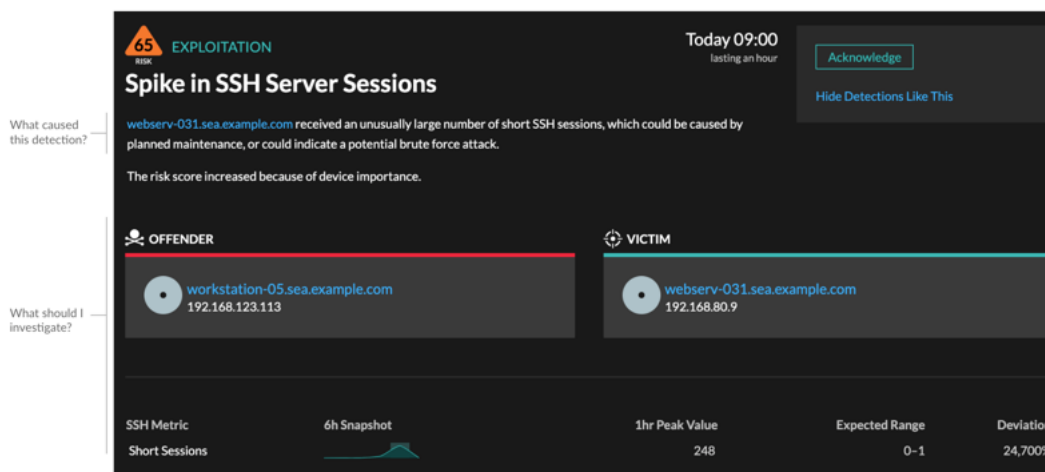 65
RISK
EXPLOITATION
Spike in SSH Server Sessions
Today 09:00
lasting an hour
Acknowledge
Hide Detections Like This
What caused
this detection?
webserv-031.sea.example.com received an unusually large number of short SSH sessions, which could be caused by
planned maintenance, or could indicate a potential brute force attack.
The risk score increased because of device importance.
What should I
investigate?
OFFENDER
workstation-05.sea.example.com
192.168.123.113
VICTIM
webserv-031.sea.example.com
192.168.80.9
SSH Metric 6h Snapshot 1hr Peak Value Expected Range Deviatio
Short Sessions 248 0–1 24,700%